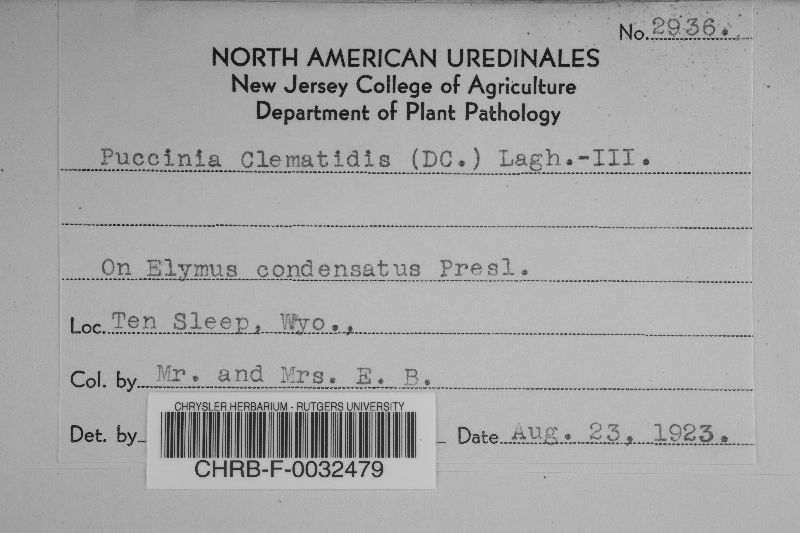 No. 2936.
NORTH AMERICAN UREDINALES
New Jersey College of Agriculture
Department of Plant Pathology
Puccinia Clematidis (DC.) Lagh.-III.
On Elymus condensatus Presl.
Loc. Ten Sleep, Wyo.,
Col. by Mr. and Mrs. E. B.
Det. by
Date Aug. 23, 1923.
CHRYSLER HERBARIUM - RUTGERS UNIVERSITY
CHRB-F-0032479